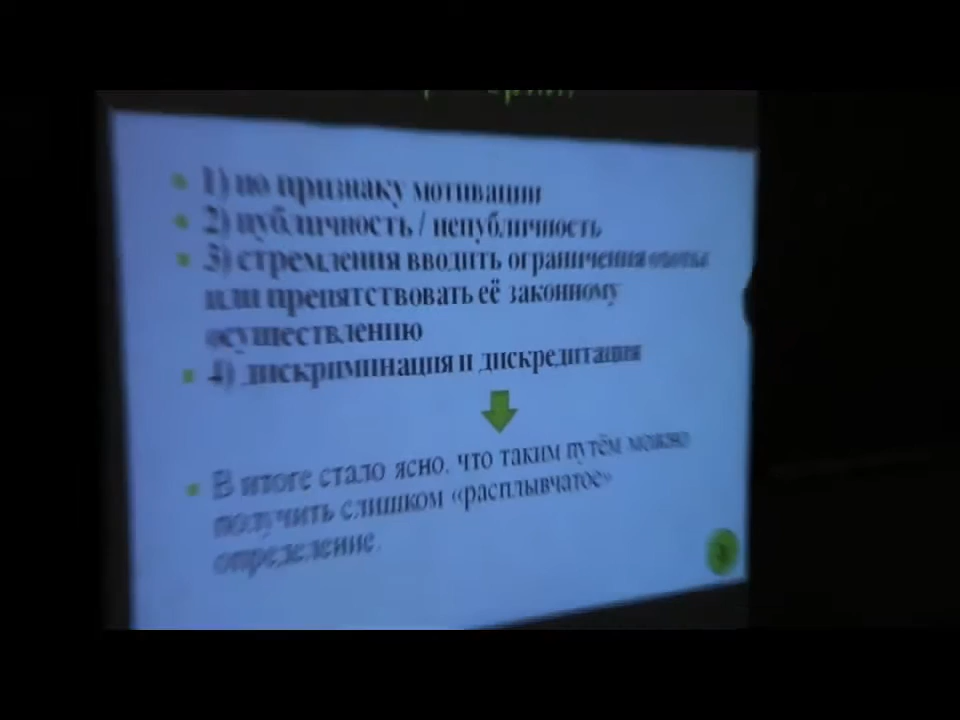 1) по признаку мотивации
2) публичность / непубличность
3) стремления вводить ограничения охоты
или препятствовать её законному
осуществлению
4) дискриминация и дискредитация
В итоге стало ясно, что таким путём можно
получить слишком «расплывчатое»
определение.